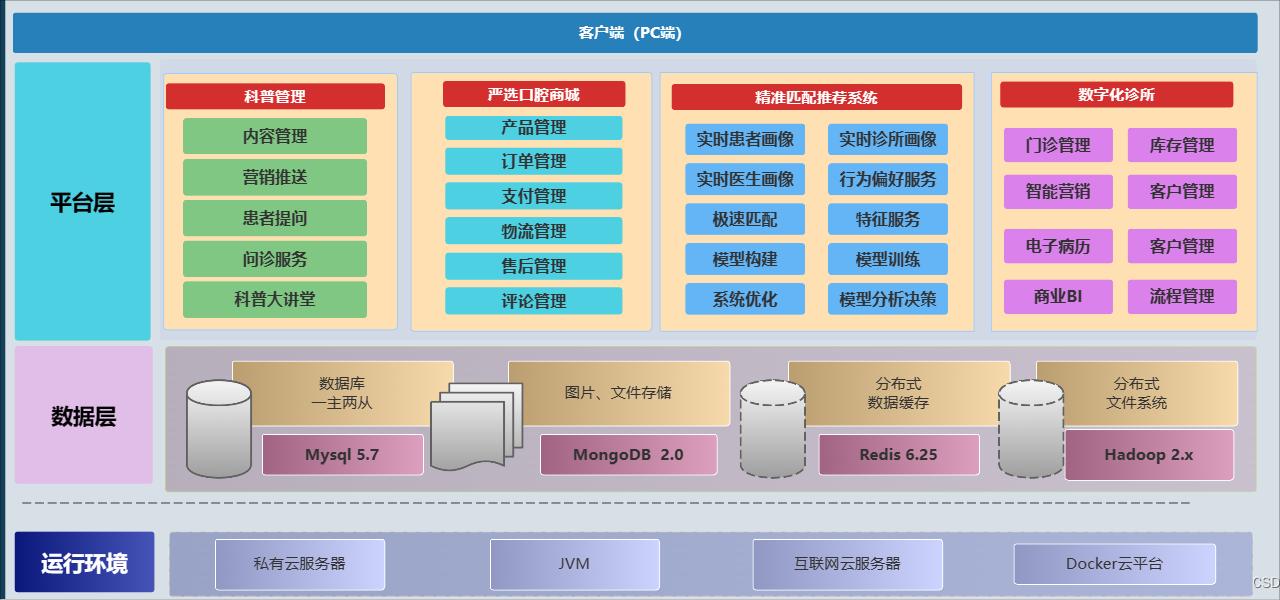 客户端（PC端）
平台层
科普管理
内容管理
营销推送
患者提问
问诊服务
科普大讲堂
严选口腔商城
产品管理
订单管理
支付管理
物流管理
售后管理
评论管理
精准匹配推荐系统
实时患者画像 实时诊所画像
实时医生画像 行为偏好服务
极速匹配 特征服务
模型构建 模型训练
系统优化 模型分析决策
数字化诊所
门诊管理 库存管理
智能营销 客户管理
电子病历 客户管理
商业BI 流程管理
数据层
数据库
一主两从
Mysql 5.7
图片、文件存储
MongoDB 2.0
分布式
数据缓存
Redis 6.25
分布式
文件系统
Hadoop 2.x
运行环境
私有云服务器
JVM
互联网云服务器
Docker云平台
CSD